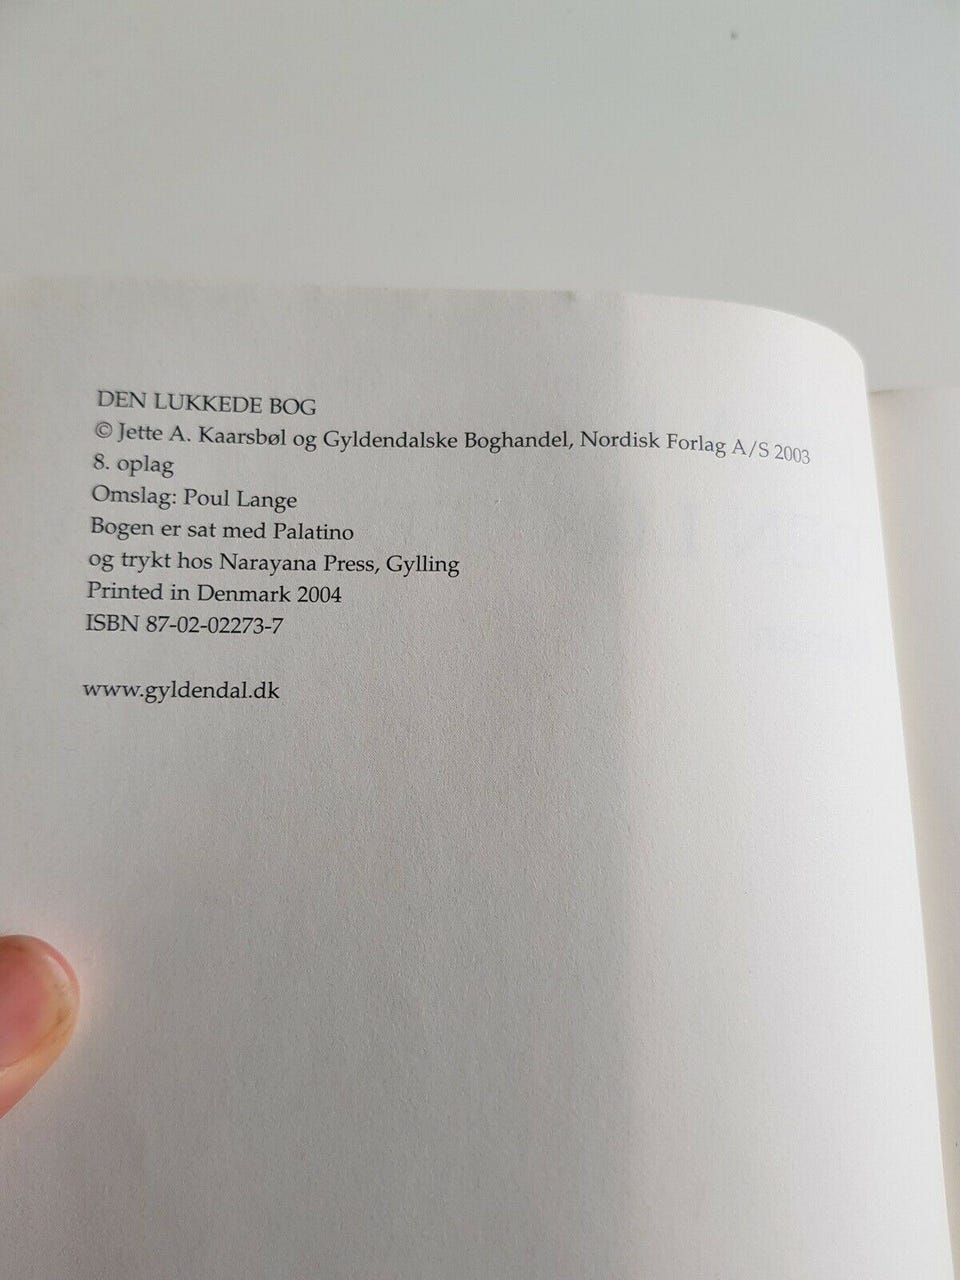 DEN LUKKEDE BOG
© Jette A. Kaarsbøl og Gyldendalske Boghandel, Nordisk Forlag A/S 2003
8. oplag
Omslag: Poul Lange
Bogen er sat med Palatino
og trykt hos Narayana Press, Gylling
Printed in Denmark 2004
ISBN 87-02-02273-7
www.gyldendal.dk